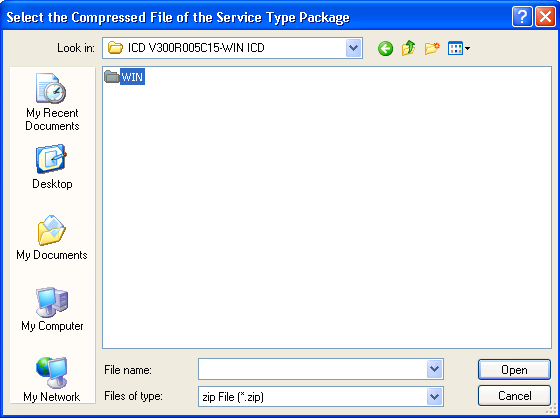 Select the Compressed File of the Service Type Package
Look in:
ICD V300R005C15-WIN ICD
WIN
My Recent
Documents
Desktop
My Documents
My Computer
My Network
File name:
Open
Files of type:
zip File (*.zip)
Cancel